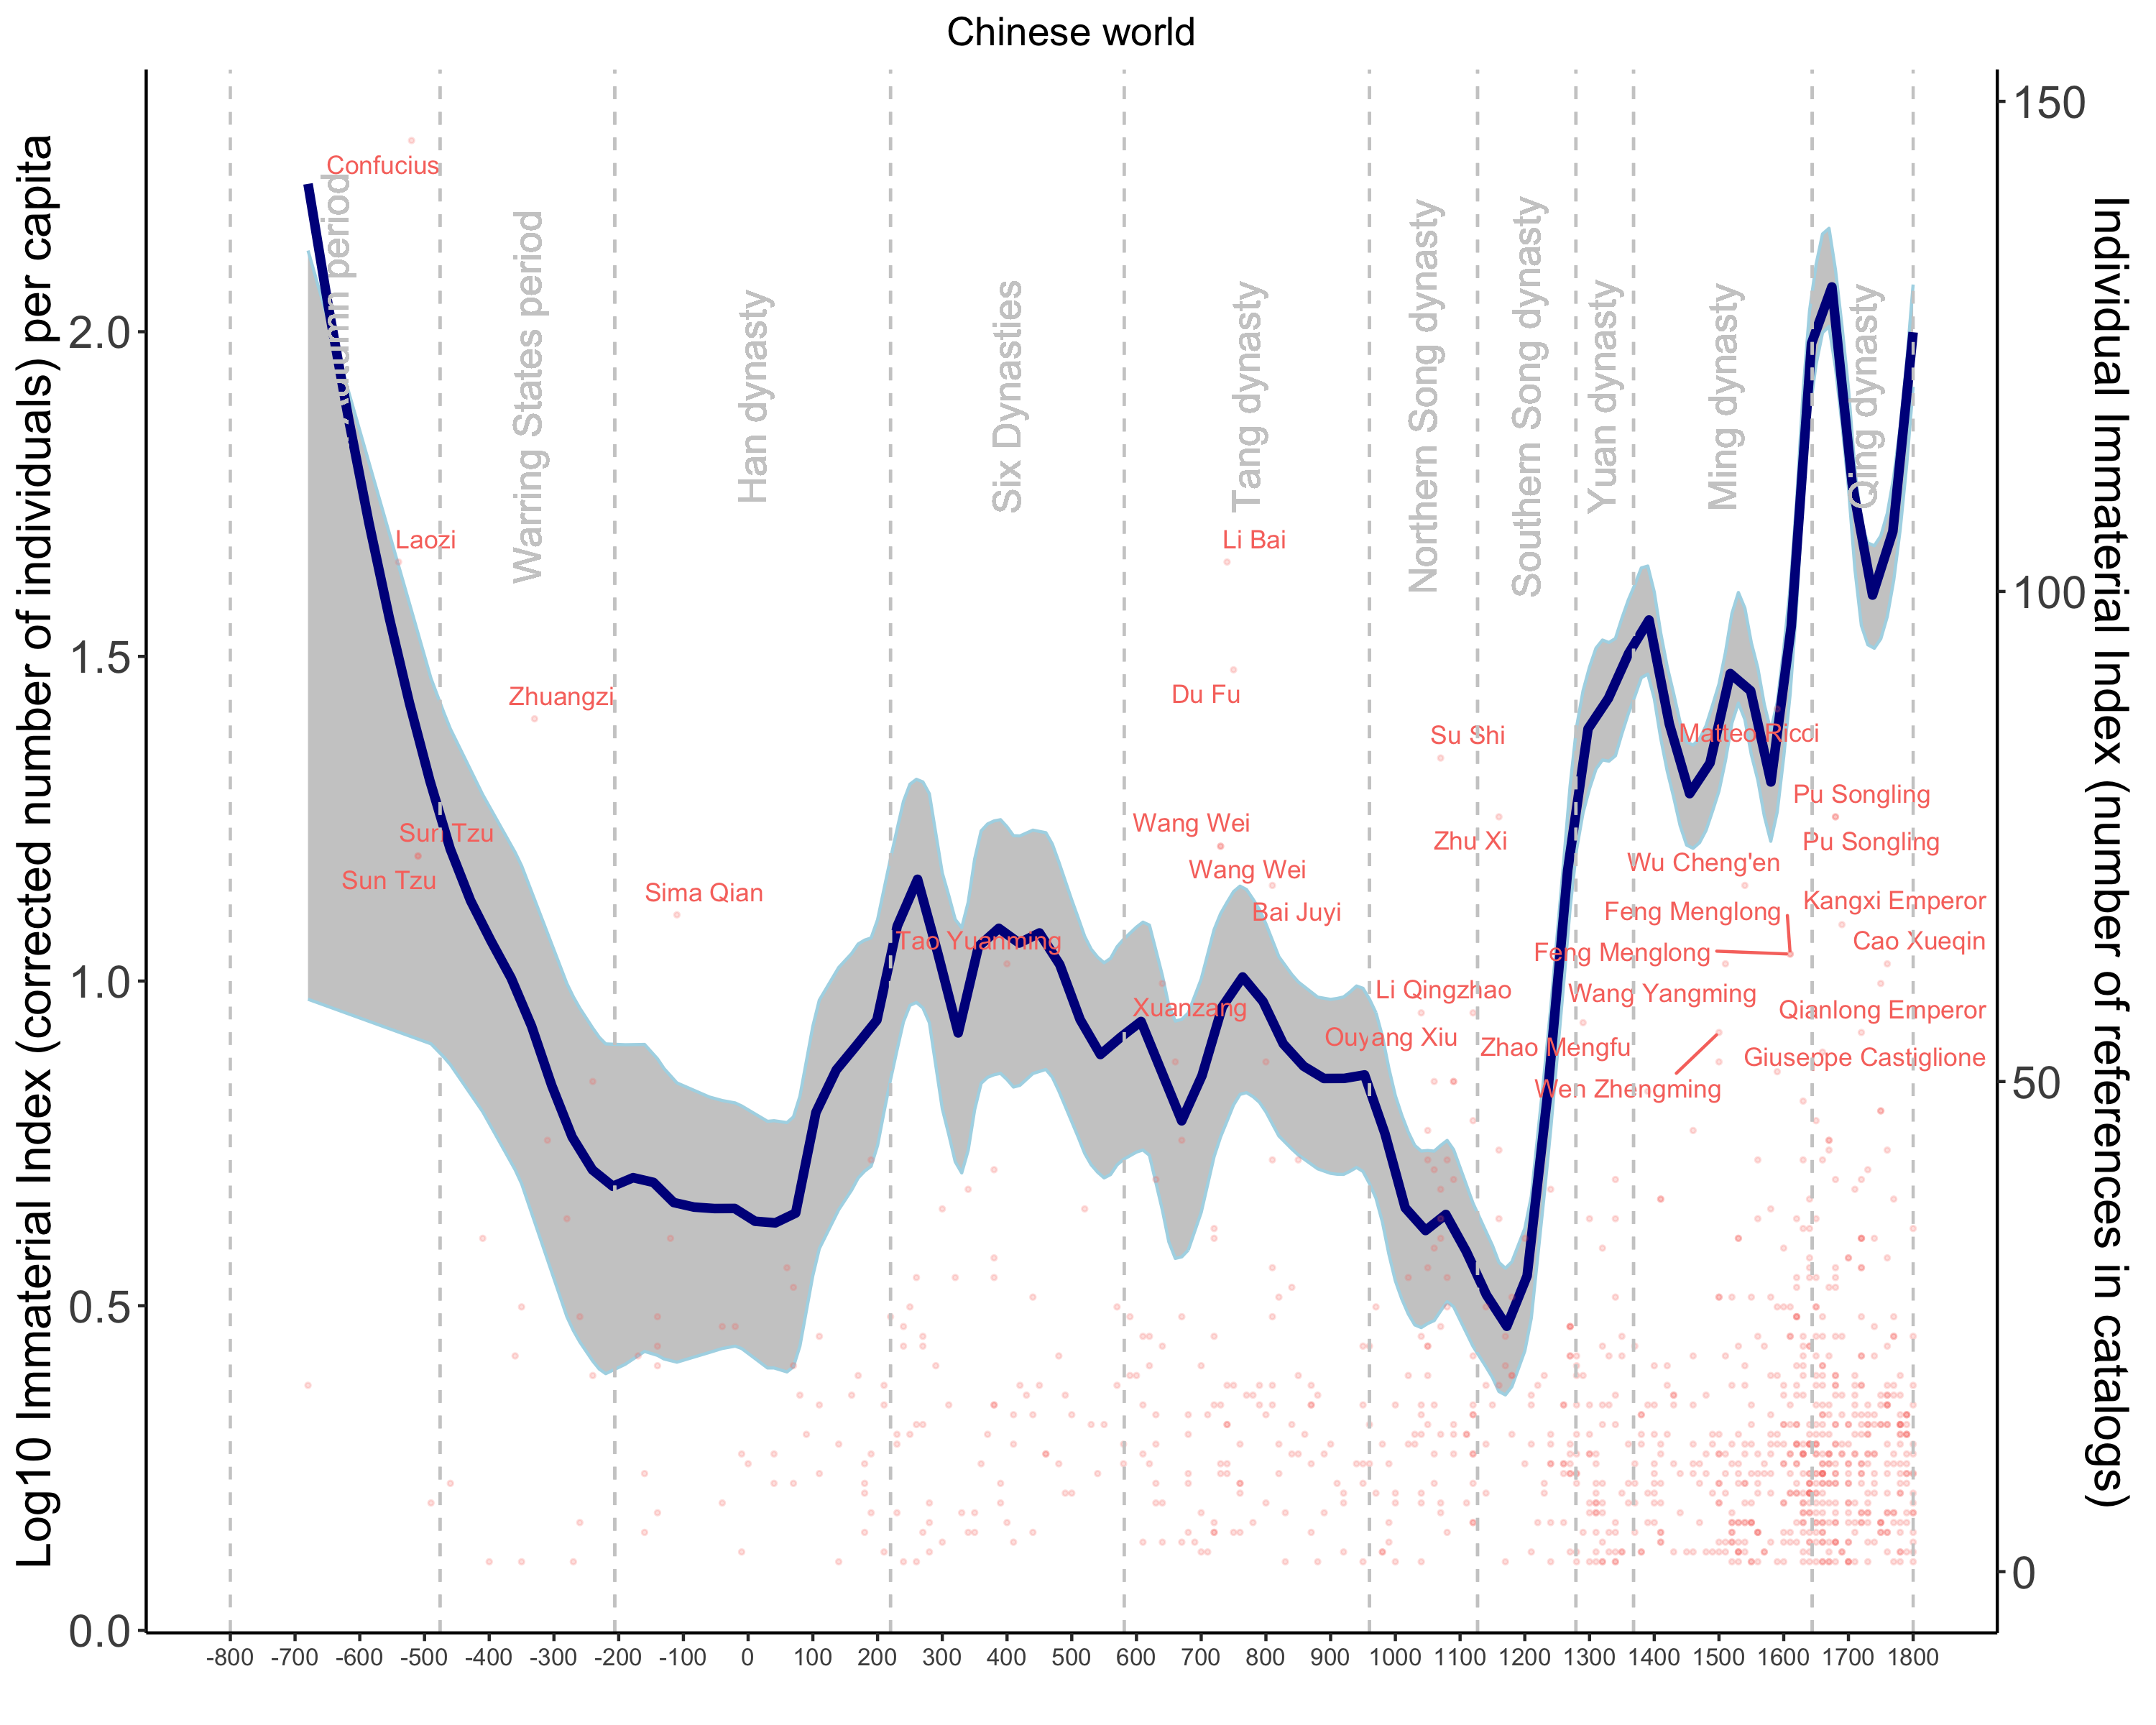 Chinese world
Log10 Immaterial Index (corrected number of individuals) per capita
Individual Immaterial Index (number of references in catalogs)
2.0
1.5
1.0
0.5
0.0
150
100
50
0
-800 -700 -600 -500 -400 -300 -200 -100 0 100 200 300 400 500 600 700 800 900 1000 1100 1200 1300 1400 1500 1600 1700 1800
period
Warring States period
Han dynasty
Six Dynasties
Tang dynasty
Northern Song dynasty
Southern Song dynasty
Yuan dynasty
Ming dynasty
Qing dynasty
Confucius
Laozi
Li Bai
Zhuangzi
Du Fu
Su Shi
Matteo Ricci
Pu Songling
Sun Tzu
Wang Wei
Zhu Xi
Pu Songling
Sun Tzu
Wang Wei
Wu Cheng'en
Sima Qian
Bai Juyi
Feng Menglong
Kangxi Emperor
Tao Yuanming
Feng Menglong
Cao Xueqin
Li Qingzhao
Wang Yangming
Xuanzang
Qianlong Emperor
Ouyang Xiu
Zhao Mengfu
Giuseppe Castiglione
Wen Zhengming